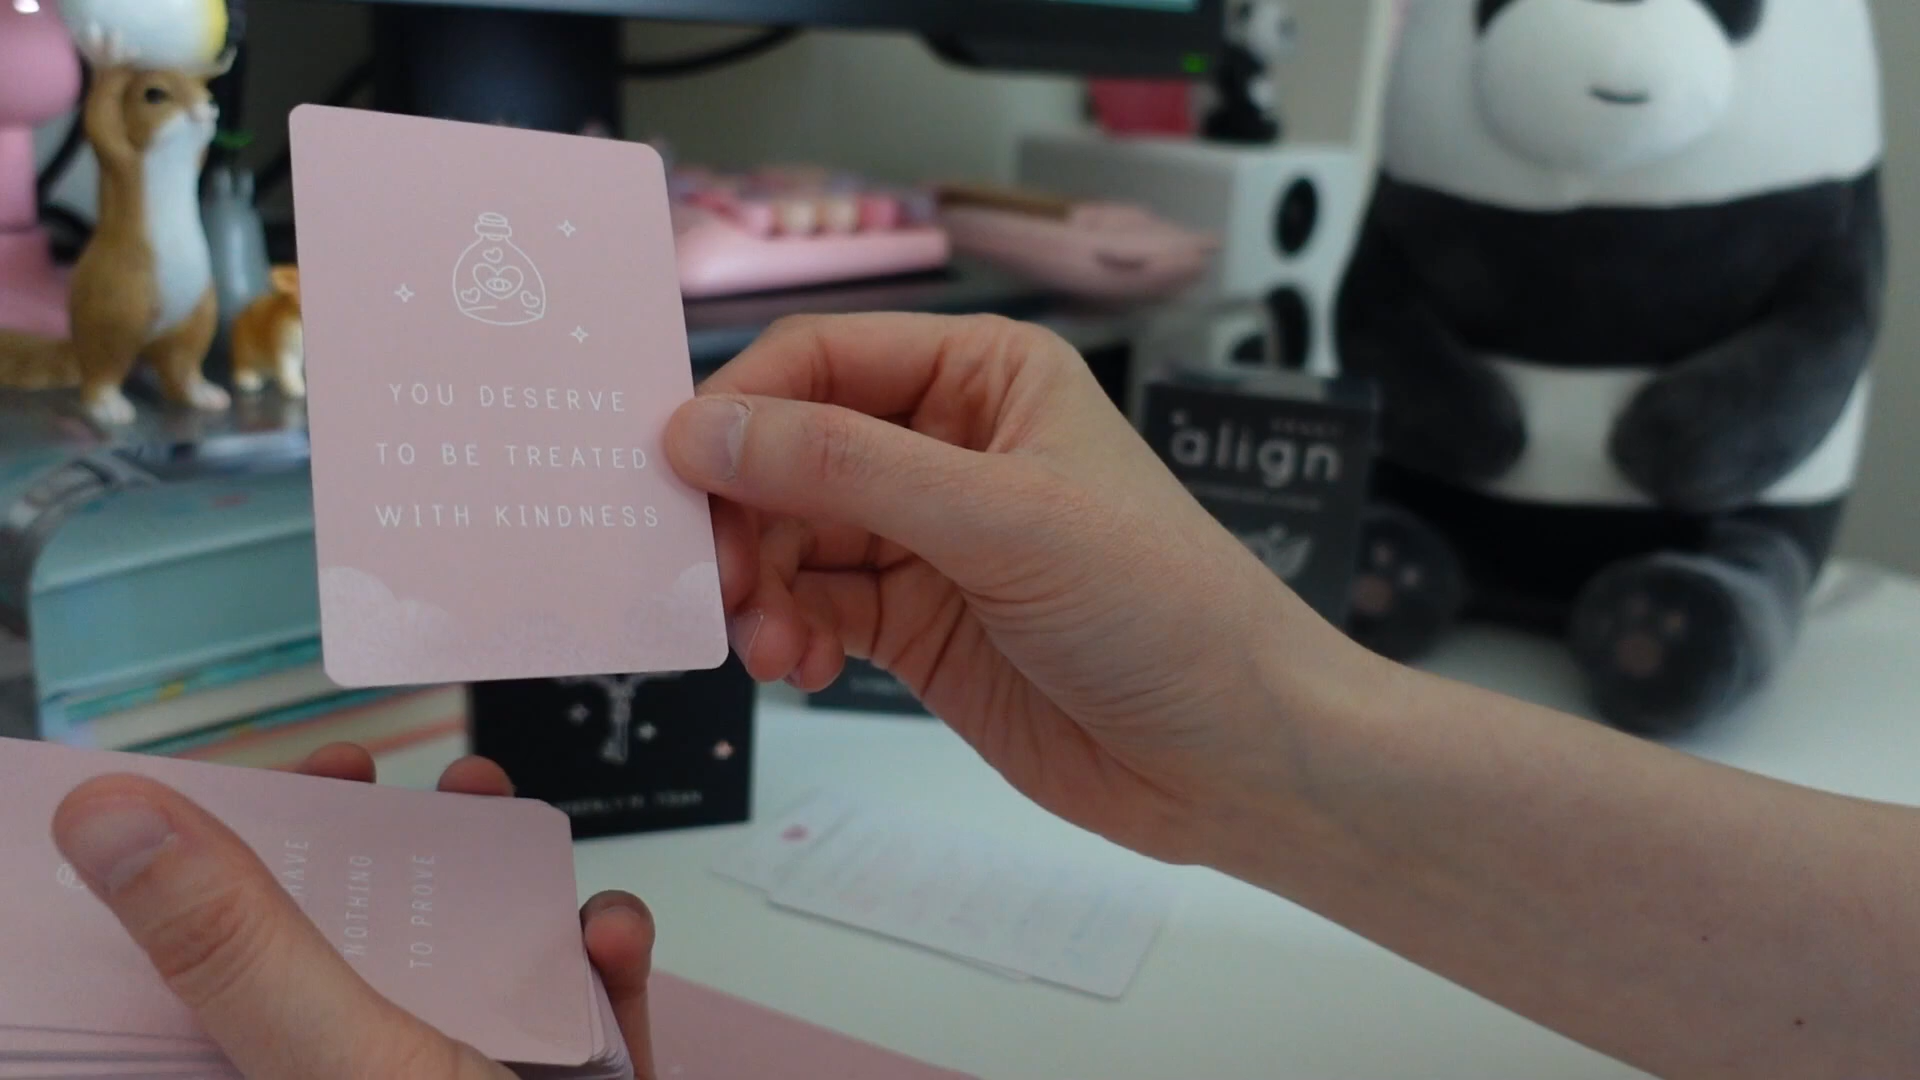 YOU DESERVE
TO BE TREATED
WITH KINDNESS
align
HAVE
NOTHING
TO PROVE